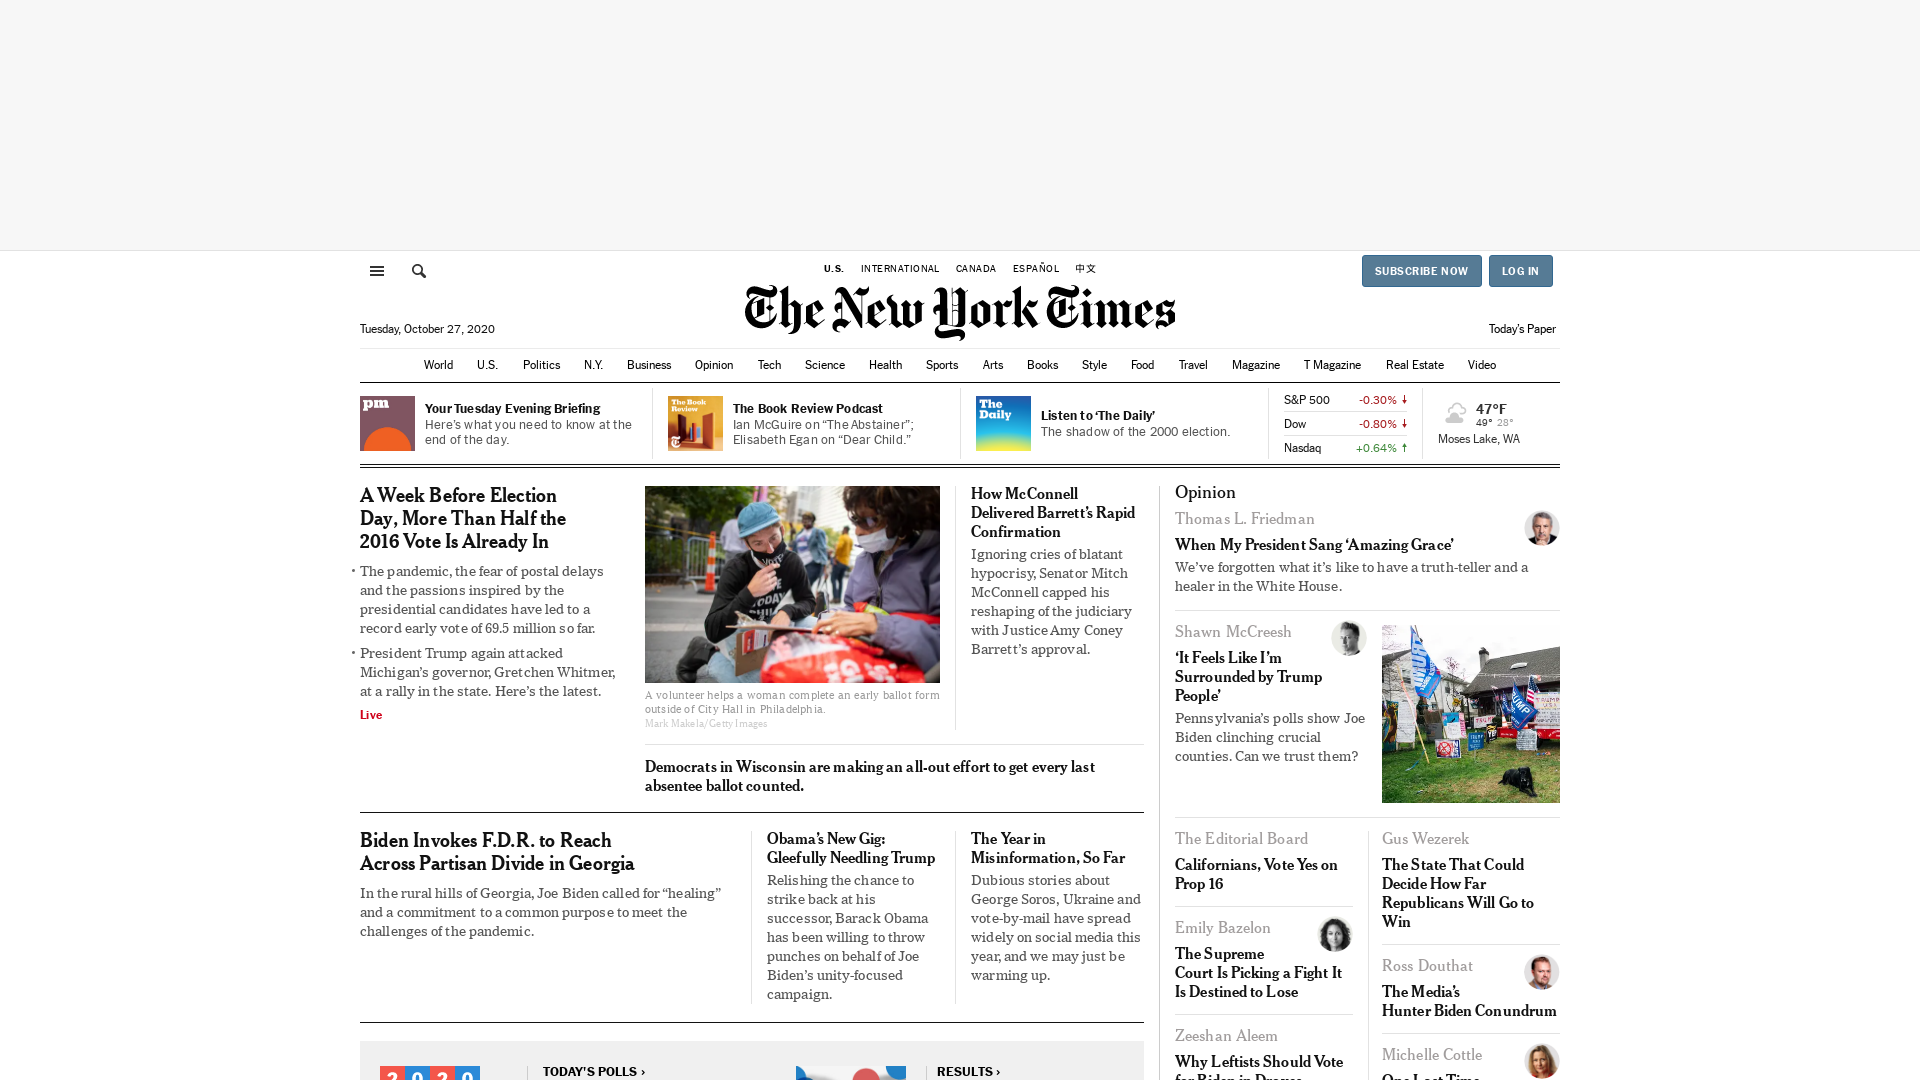 U.S. INTERNATIONAL CANADA ESPAÑOL 中文
SUBSCRIBE NOW
LOG IN
The New York Times
Tuesday, October 27, 2020
Today's Paper
World U.S. Politics N.Y. Business Opinion Tech Science Health Sports Arts Books Style Food Travel Magazine T Magazine Real Estate Video
pm
Your Tuesday Evening Briefing
Here's what you need to know at the
end of the day.
The Book
Review
The Book Review Podcast
Ian McGuire on “The Abstainer”;
Elisabeth Egan on “Dear Child.”
The
Daily
Listen to ‘The Daily’
The shadow of the 2000 election.
S&P 500 -0.30%
Dow -0.80%
Nasdaq +0.64%
47°F
49° 28°
Moses Lake, WA
A Week Before Election
Day, More Than Half the
2016 Vote Is Already In
• The pandemic, the fear of postal delays
and the passions inspired by the
presidential candidates have led to a
record early vote of 69.5 million so far.
• President Trump again attacked
Michigan’s governor, Gretchen Whitmer,
at a rally in the state. Here’s the latest.
Live
A volunteer helps a woman complete an early ballot form
outside of City Hall in Philadelphia.
Mark Makela/Getty Images
How McConnell
Delivered Barrett’s Rapid
Confirmation
Ignoring cries of blatant
hypocrisy, Senator Mitch
McConnell capped his
reshaping of the judiciary
with Justice Amy Coney
Barrett’s approval.
Democrats in Wisconsin are making an all-out effort to get every last
absentee ballot counted.
Biden Invokes F.D.R. to Reach
Across Partisan Divide in Georgia
In the rural hills of Georgia, Joe Biden called for “healing”
and a commitment to a common purpose to meet the
challenges of the pandemic.
Obama’s New Gig:
Gleefully Needling Trump
Relishing the chance to
strike back at his
successor, Barack Obama
has been willing to throw
punches on behalf of Joe
Biden’s unity-focused
campaign.
The Year in
Misinformation, So Far
Dubious stories about
George Soros, Ukraine and
vote-by-mail have spread
widely on social media this
year, and we may just be
warming up.
2020
TODAY'S POLLS ›
RESULTS ›
Opinion
Thomas L. Friedman
When My President Sang ‘Amazing Grace’
We’ve forgotten what it’s like to have a truth-teller and a
healer in the White House.
Shawn McCreesh
‘It Feels Like I’m
Surrounded by Trump
People’
Pennsylvania’s polls show Joe
Biden clinching crucial
counties. Can we trust them?
TRUMP
The Editorial Board
Californians, Vote Yes on
Prop 16
Emily Bazelon
The Supreme
Court Is Picking a Fight It
Is Destined to Lose
Zeeshan Aleem
Why Leftists Should Vote
for Biden in Droves
Gus Wezerek
The State That Could
Decide How Far
Republicans Will Go to
Win
Ross Douthat
The Media’s
Hunter Biden Conundrum
Michelle Cottle
One Last Time